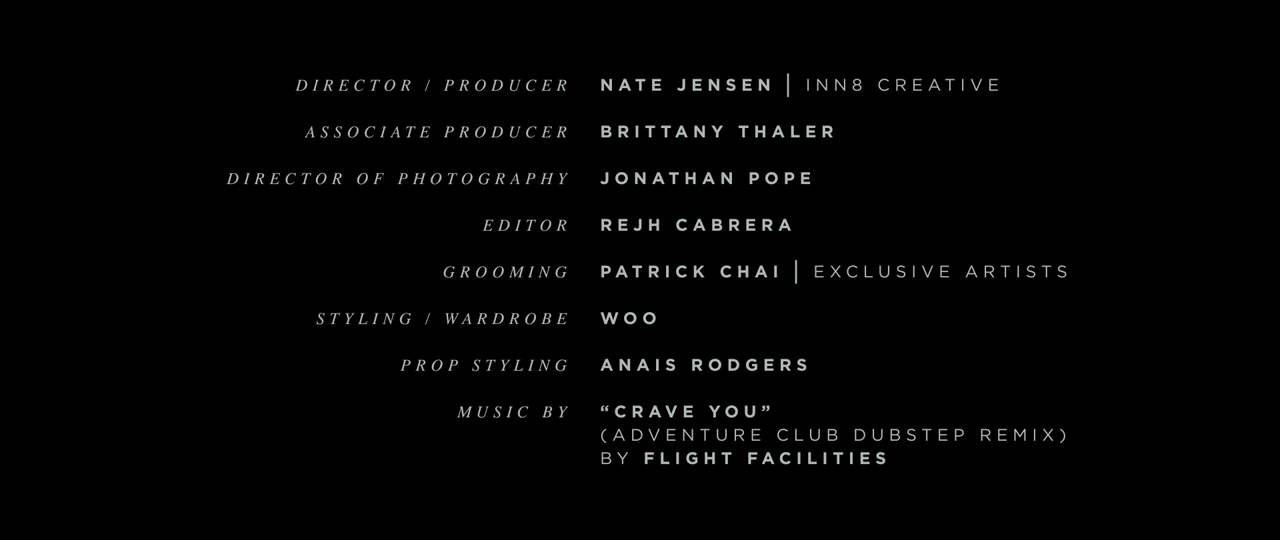 DIRECTOR / PRODUCER NATE JENSEN | INN8 CREATIVE
ASSOCIATE PRODUCER BRITTANY THALER
DIRECTOR OF PHOTOGRAPHY JONATHAN POPE
EDITOR REJH CABRERA
GROOMING PATRICK CHAI | EXCLUSIVE ARTISTS
STYLING / WARDROBE WOO
PROP STYLING ANAIS RODGERS
MUSIC BY “CRAVE YOU”
(ADVENTURE CLUB DUBSTEP REMIX)
BY FLIGHT FACILITIES